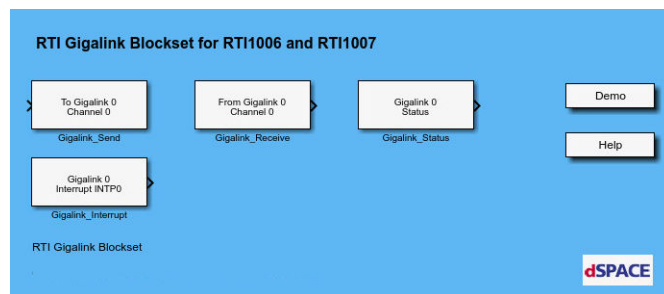 RTI Gigalink Blockset for RTI1006 and RTI1007
To Gigalink 0
Channel 0
Gigalink_Send
From Gigalink 0
Channel 0
Gigalink_Receive
Gigalink 0
Status
Gigalink_Status
Demo
Help
Gigalink 0
Interrupt INTP0
Gigalink_Interrupt
RTI Gigalink Blockset
dSPACE